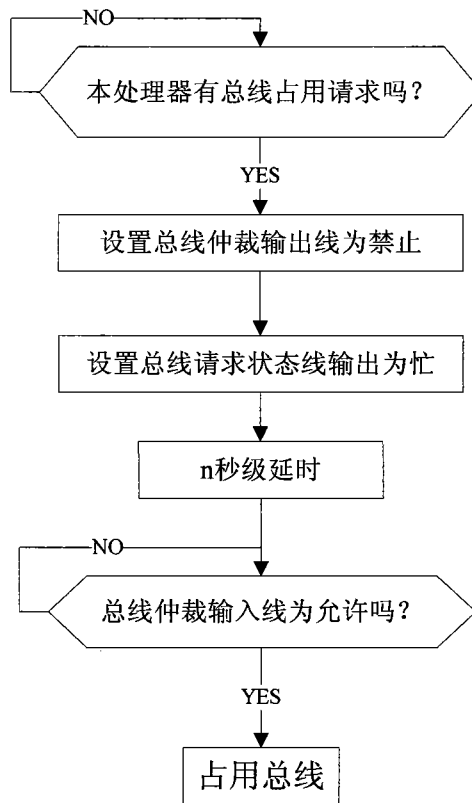 NO
本处理器有总线占用请求吗?
YES
设置总线仲裁输出线为禁止
设置总线请求状态线输出为忙
n秒级延时
NO
总线仲裁输入线为允许吗?
YES
占用总线